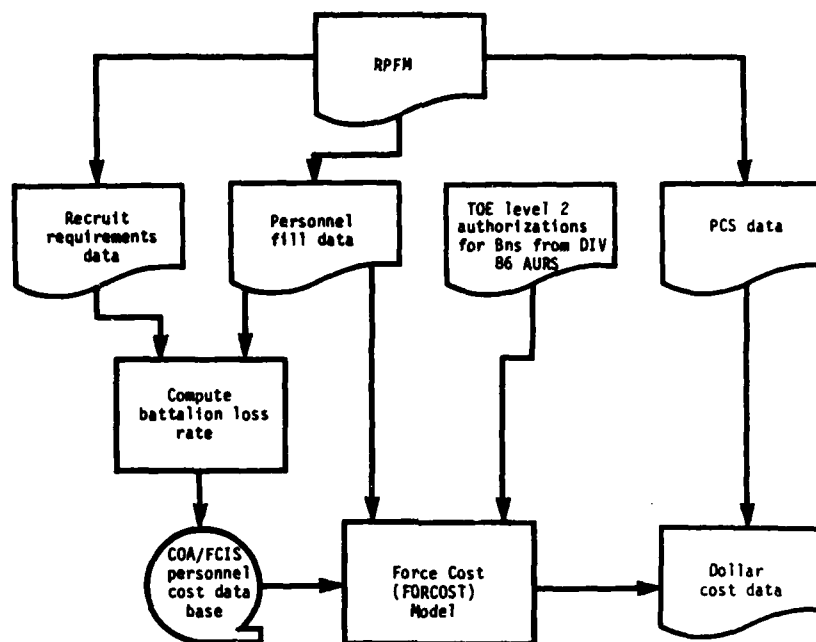 RPFM
Recruit
requirements
data
Personnel
fill data
TOE level 2
authorizations
for Bns from DIV
86 AURS
PCS data
Compute
battalion loss
rate
COA/FCIS
personnel
cost data
base
Force Cost
(FORCOST)
Model
Dollar
cost data